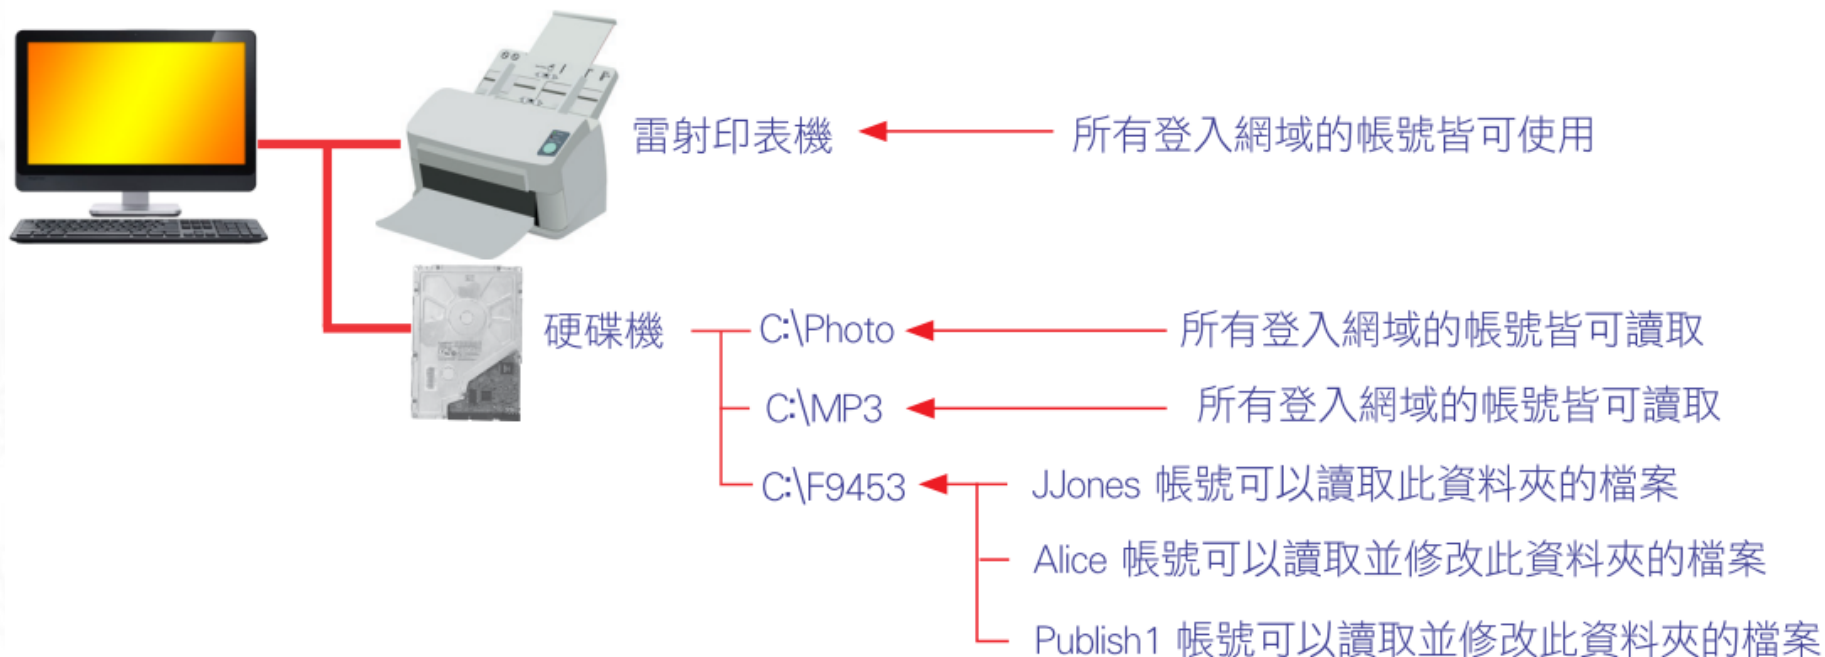 雷射印表機 所有登入網域的帳號皆可使用
硬碟機 C:\Photo 所有登入網域的帳號皆可讀取
C:\MP3 所有登入網域的帳號皆可讀取
C:\F9453 JJones 帳號可以讀取此資料夾的檔案
Alice 帳號可以讀取並修改此資料夾的檔案
Publish1 帳號可以讀取並修改此資料夾的檔案